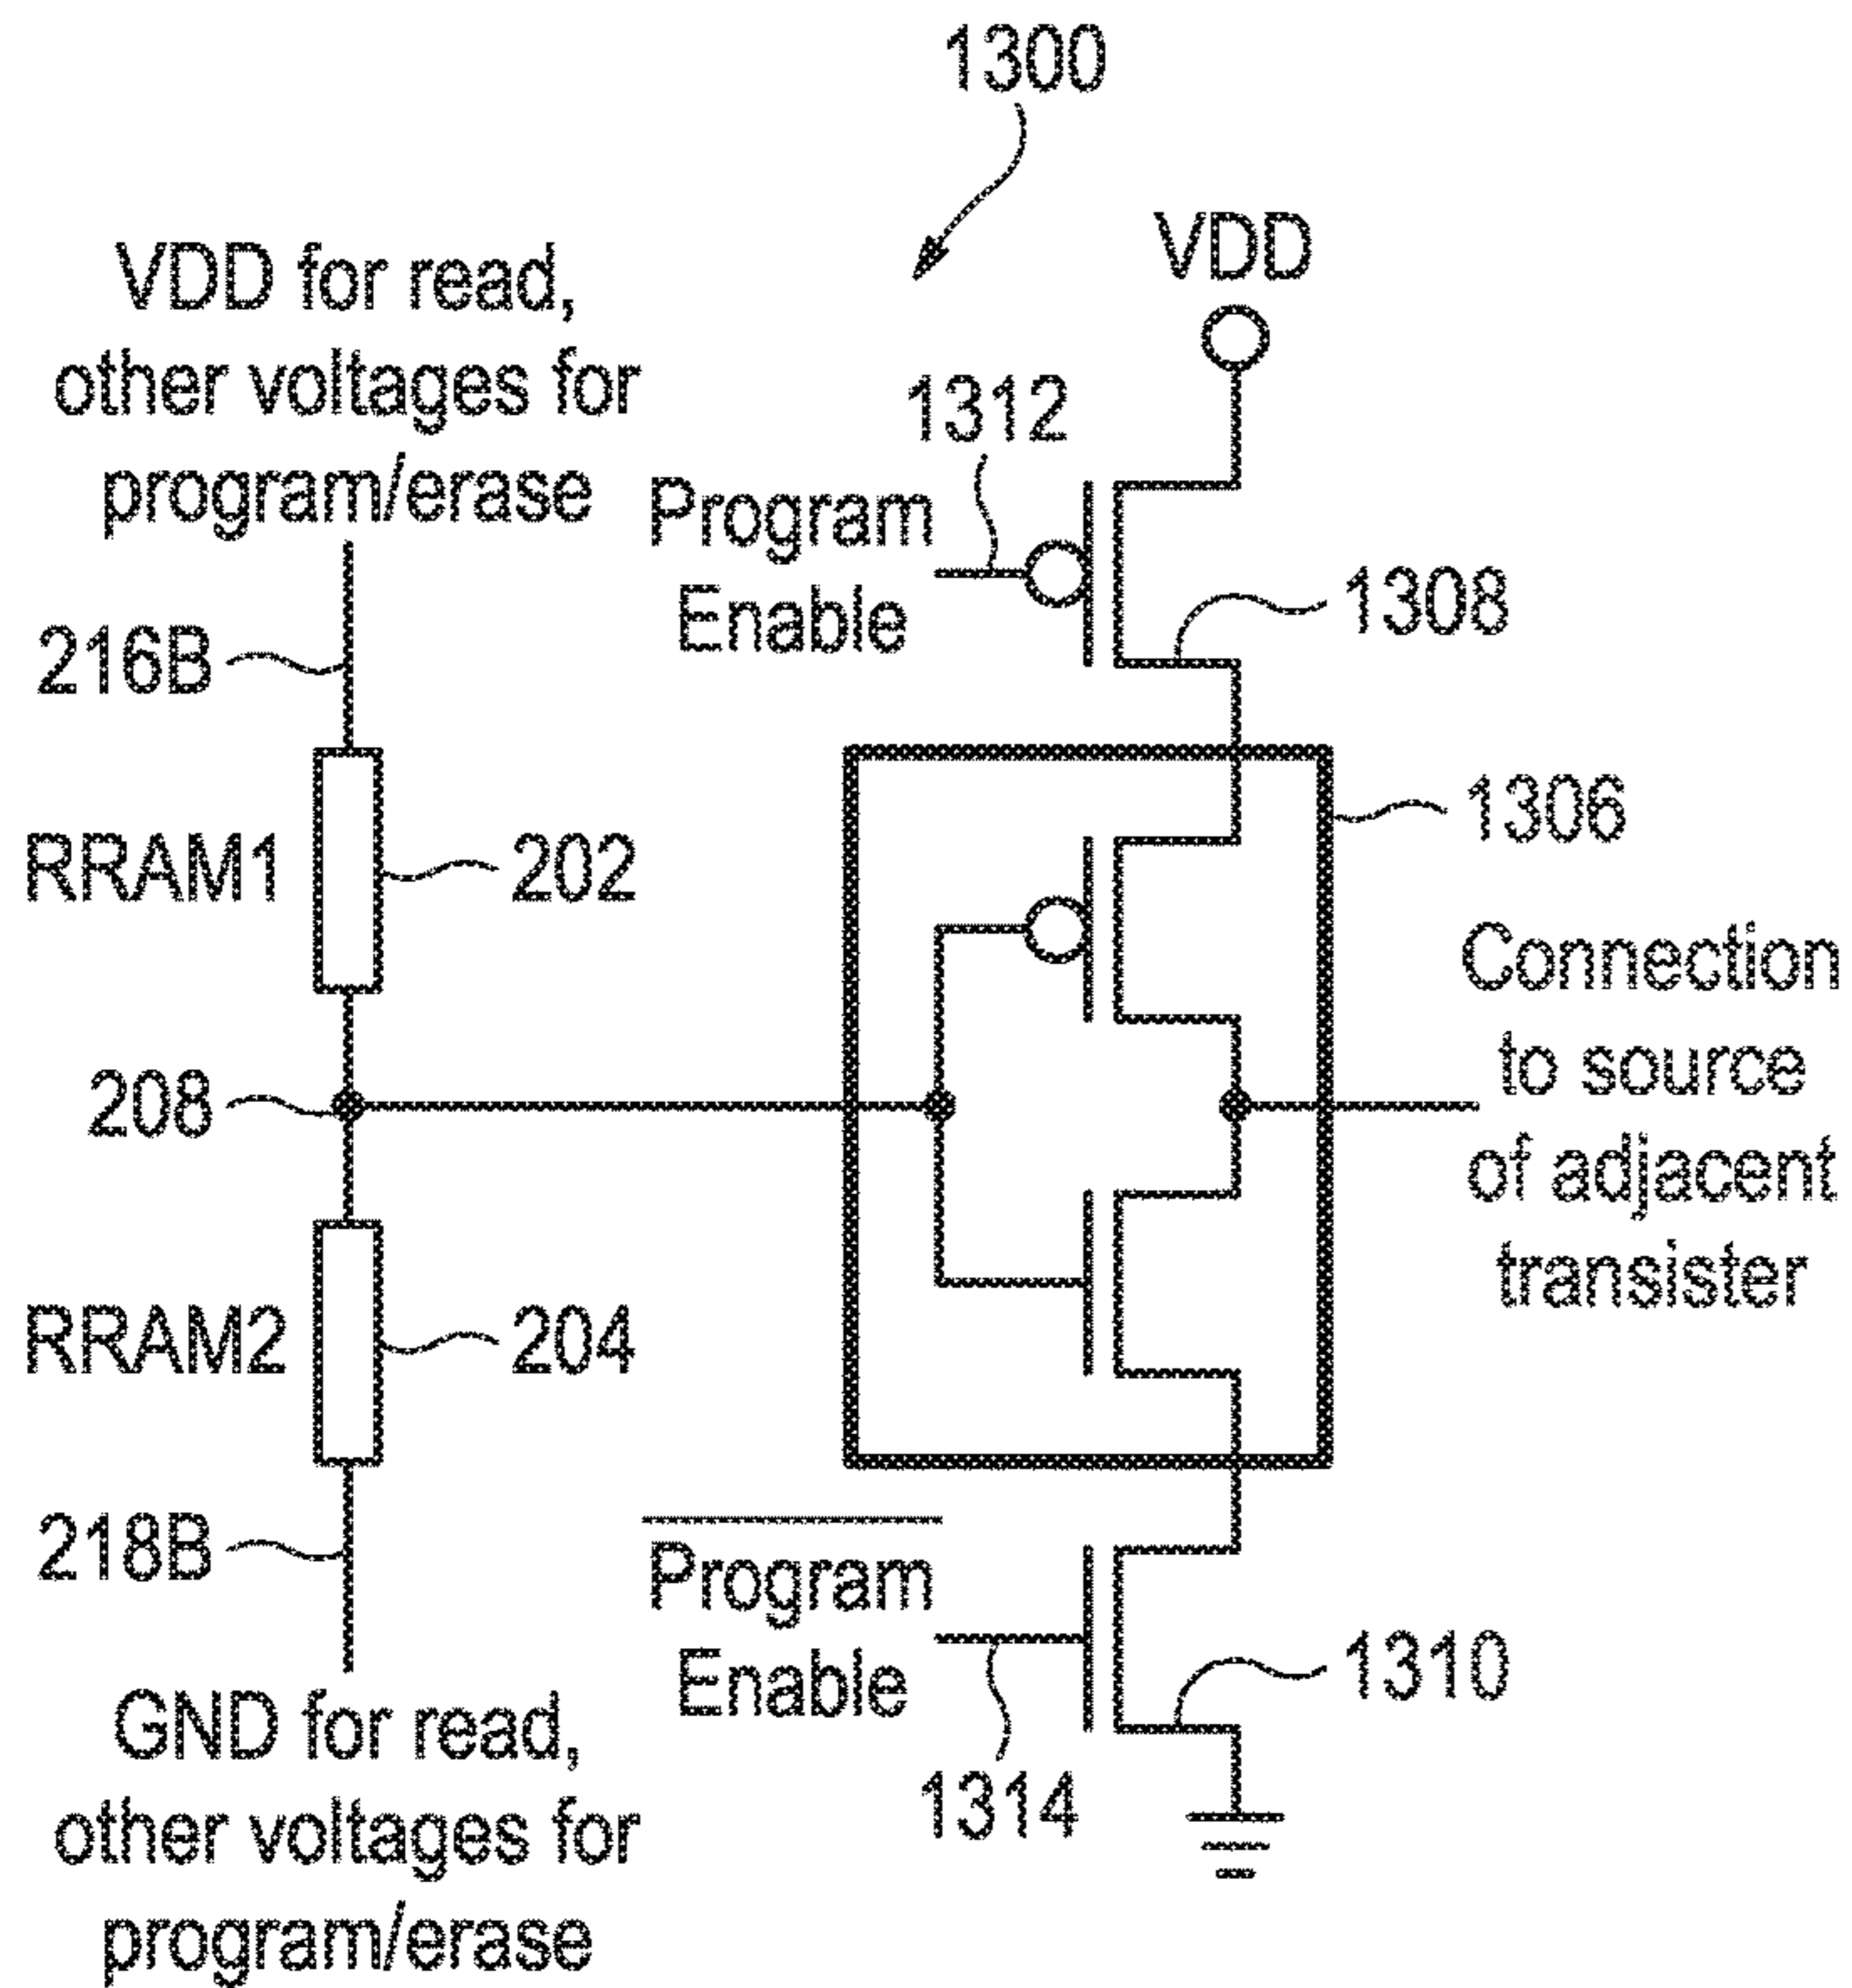 1300
VDD
VDD for read,
other voltages for
program/erase
1312
Program
Enable
1308
216B
1306
RRAM1
202
Connection
to source
of adjacent
transister
208
RRAM2
204
218B
Program
Enable
1310
1314
GND for read,
other voltages for
program/erase